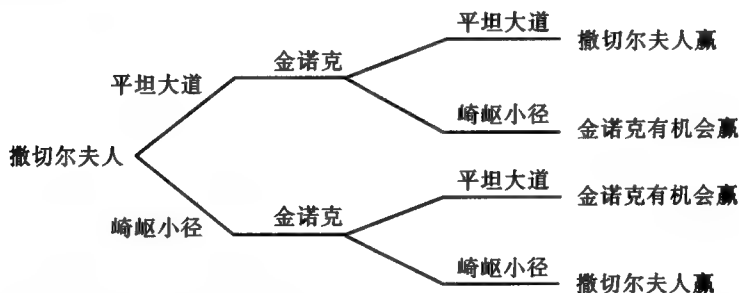 平坦大道
撒切尔夫人赢
金诺克
平坦大道
崎岖小径
金诺克有机会赢
撒切尔夫人
平坦大道
金诺克有机会赢
崎岖小径
金诺克
崎岖小径
撒切尔夫人赢